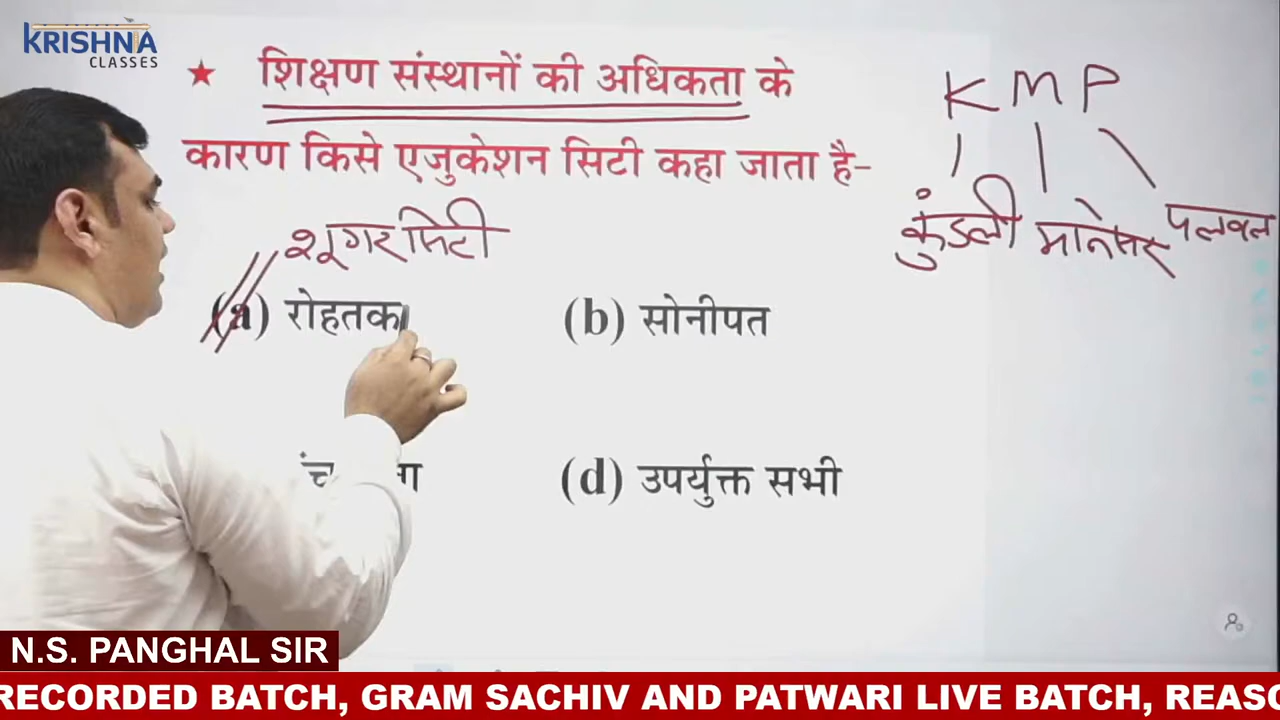 KRISHNA
CLASSES
★ शिक्षण संस्थानों की अधिकता के
कारण किसे एजुकेशन सिटी कहा जाता है-
K M P
कुंडली मानेसर पलवल
शूगर सिटी
(a) रोहतक
(b) सोनीपत
(d) उपर्युक्त सभी
N.S. PANGHAL SIR
RECORDED BATCH, GRAM SACHIV AND PATWARI LIVE BATCH, REASO